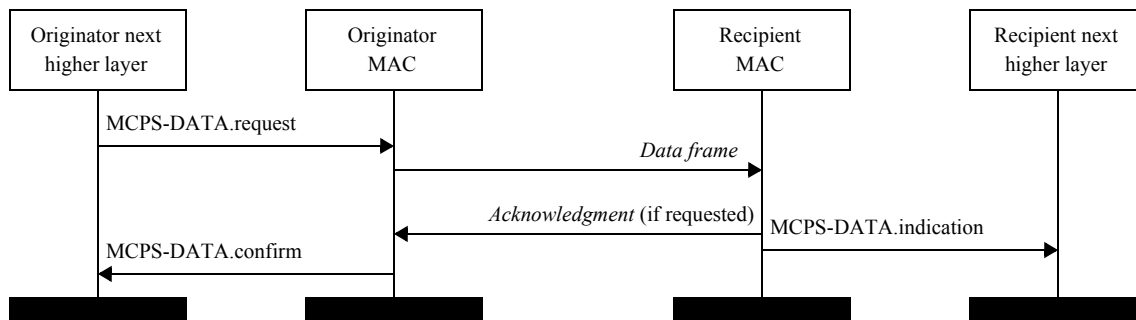 Originator next
higher layer
Originator
MAC
Recipient
MAC
Recipient next
higher layer
MCPS-DATA.request
Data frame
Acknowledgment (if requested)
MCPS-DATA.indication
MCPS-DATA.confirm